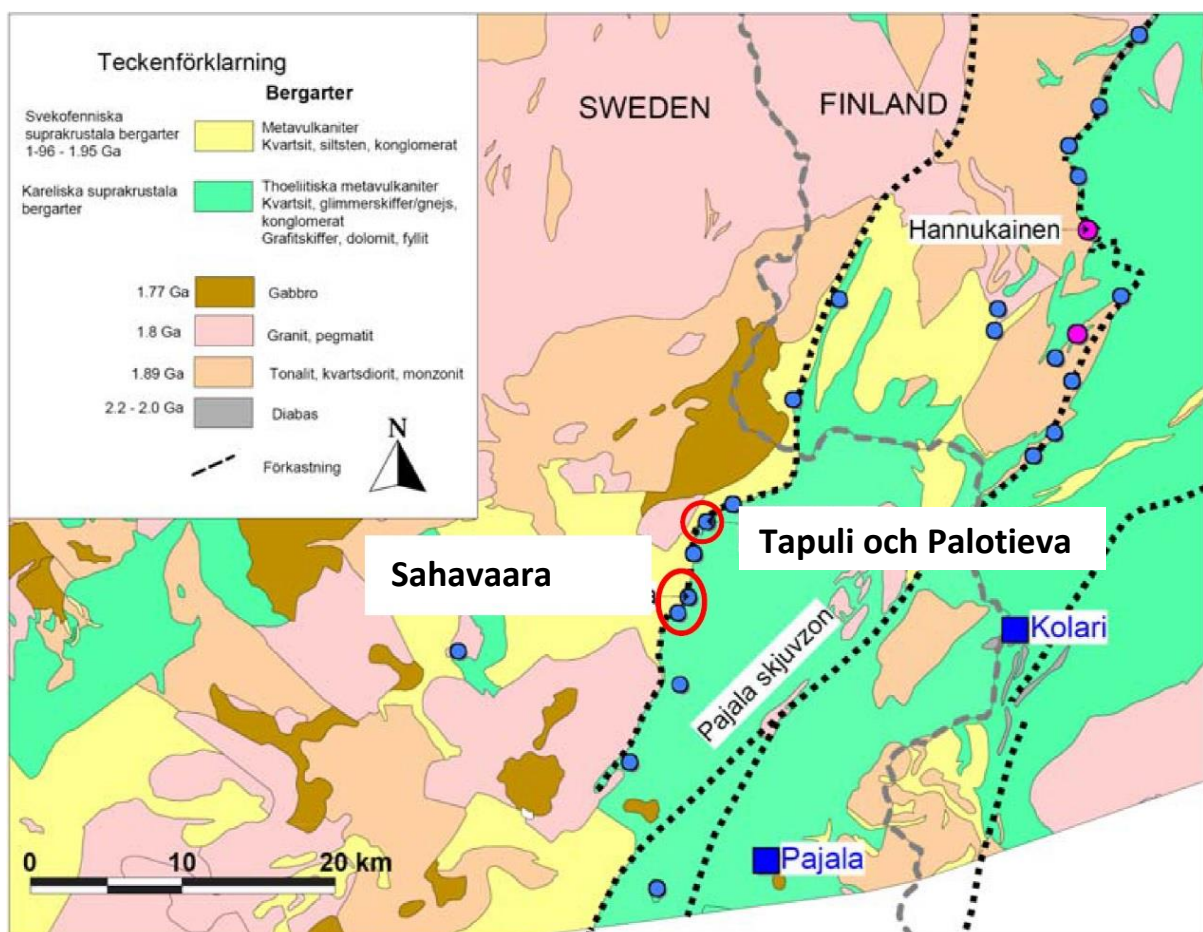 Teckenförklarning
Bergarter
Svekofenniska
suprakrustala bergarter
1-96 - 1.95 Ga
Metavulkaniter
Kvartsit, siltsten, konglomerat
Kareliska suprakrustala
bergarter
Thoeliitiska metavulkaniter
Kvartsit, glimmerskiffer/gnejs,
konglomerat
Grafitskiffer, dolomit, fyllit
1.77 Ga
Gabbro
1.8 Ga
Granit, pegmatit
1.89 Ga
Tonalit, kvartsdiorit, monzonit
2.2 - 2.0 Ga
Diabas
Förkastning
N
SWEDEN
FINLAND
Hannukainen
Tapuli och Palotieva
Sahavaara
a
Kolari
Pajala skjuvzon
Pajala
0 10 20 km